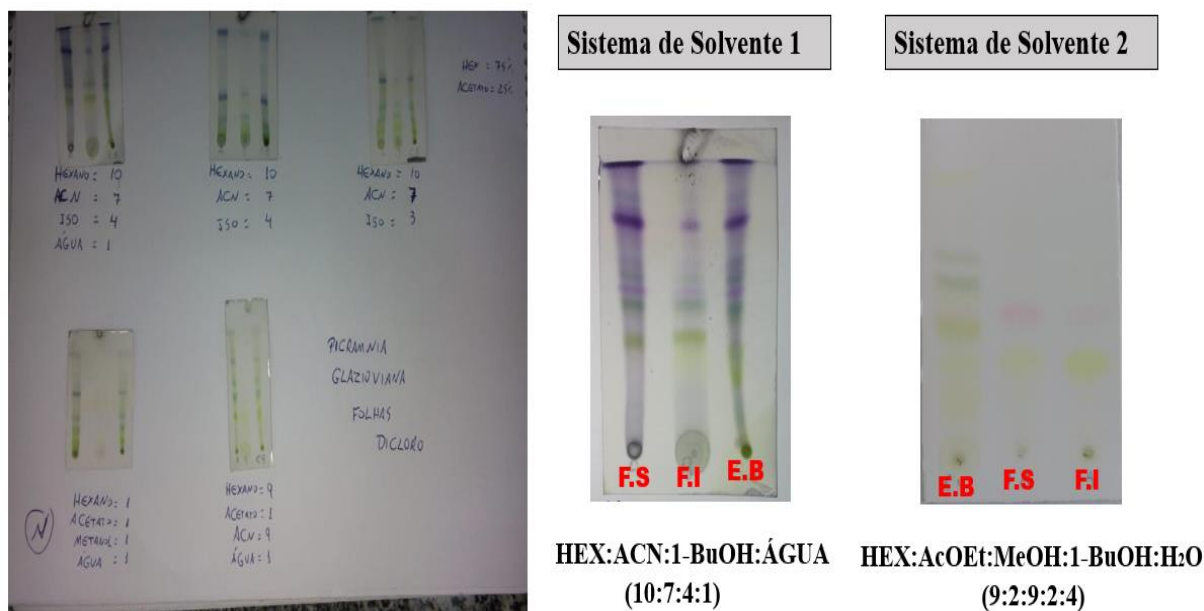 HEX = 75%
ACETATO = 25%
HEXANO = 10
ACN = 7
ISO = 4
ÁGUA = 1
HEXANO = 10
ACN = 7
ISO = 4
HEXANO = 10
ACN = 7
ISO = 3
HEXANO = 1
ACETATO = 1
METANOL = 1
ÁGUA = 1
N
HEXANO = 9
ACETATO = 1
ACN = 9
ÁGUA = 1
PICRAMNIA
GLAZIOVIANA
FOLHAS
DICLORO
Sistema de Solvente 1
F.S F.I E.B
HEX:ACN:1-BuOH:ÁGUA
(10:7:4:1)
Sistema de Solvente 2
E.B F.S F.I
HEX:AcOEt:MeOH:1-BuOH:H₂O
(9:2:9:2:4)